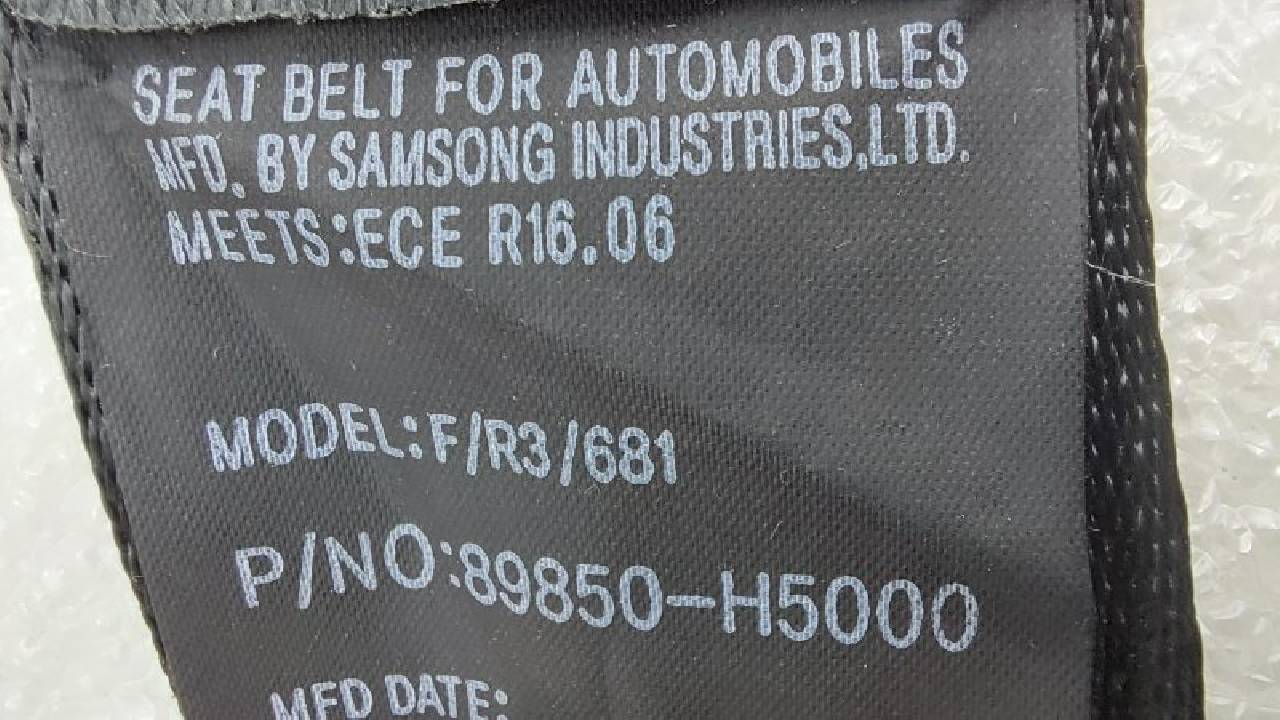 SEAT BELT FOR AUTOMOBILES
MFD. BY SAMSONG INDUSTRIES,LTD.
MEETS:ECE R16.06
MODEL:F/R3/681
P/NO:89850-H5000
MFD DATE: